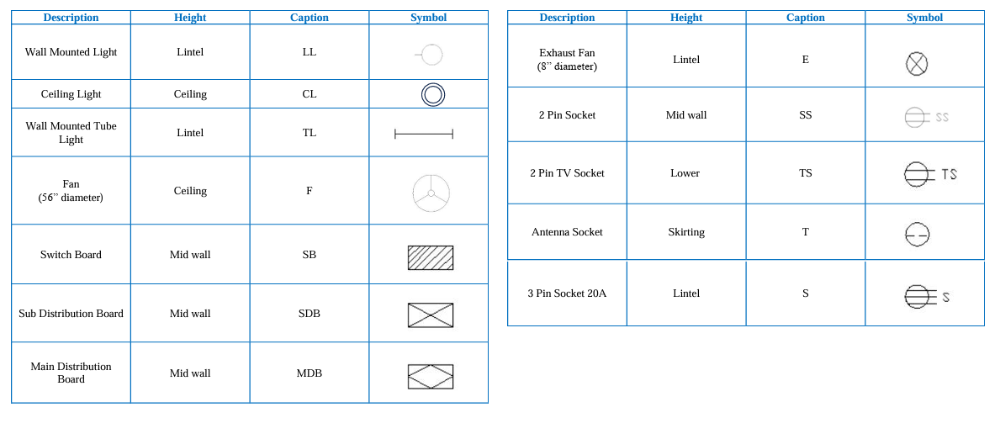 Description Height Caption Symbol
Wall Mounted Light Lintel LL
Ceiling Light Ceiling CL
Wall Mounted Tube
Light Lintel TL
Fan
(56” diameter) Ceiling F
Switch Board Mid wall SB
Sub Distribution Board Mid wall SDB
Main Distribution
Board Mid wall MDB
Description Height Caption Symbol
Exhaust Fan
(8” diameter) Lintel E
2 Pin Socket Mid wall SS SS
2 Pin TV Socket Lower TS TS
Antenna Socket Skirting T
3 Pin Socket 20A Lintel S S